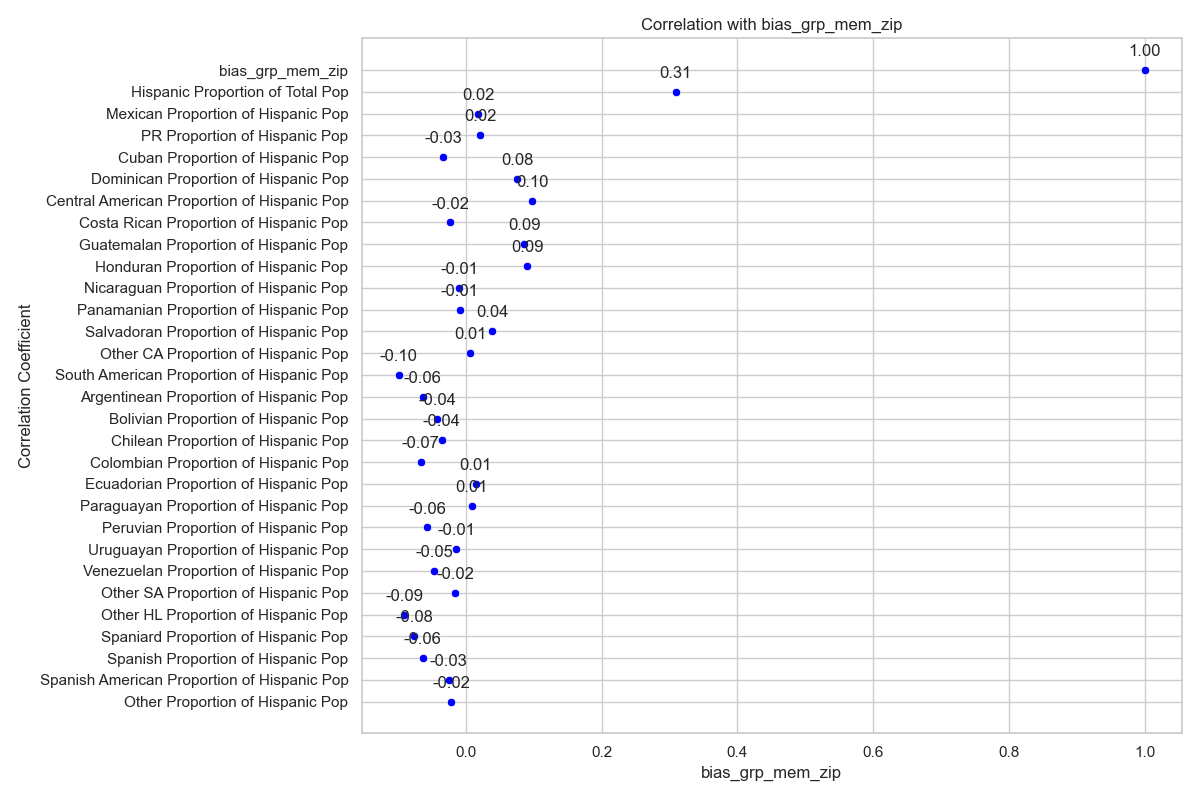 Correlation with bias_grp_mem_zip
Correlation Coefficient
bias_grp_mem_zip 1.00
Hispanic Proportion of Total Pop 0.31
Mexican Proportion of Hispanic Pop 0.02
PR Proportion of Hispanic Pop 0.02
Cuban Proportion of Hispanic Pop -0.03
Dominican Proportion of Hispanic Pop 0.08
Central American Proportion of Hispanic Pop 0.10
Costa Rican Proportion of Hispanic Pop -0.02
Guatemalan Proportion of Hispanic Pop 0.09
Honduran Proportion of Hispanic Pop 0.09
Nicaraguan Proportion of Hispanic Pop -0.01
Panamanian Proportion of Hispanic Pop -0.01
Salvadoran Proportion of Hispanic Pop 0.04
Other CA Proportion of Hispanic Pop 0.01
South American Proportion of Hispanic Pop -0.10
Argentinean Proportion of Hispanic Pop -0.06
Bolivian Proportion of Hispanic Pop -0.04
Chilean Proportion of Hispanic Pop -0.04
Colombian Proportion of Hispanic Pop -0.07
Ecuadorian Proportion of Hispanic Pop 0.01
Paraguayan Proportion of Hispanic Pop 0.01
Peruvian Proportion of Hispanic Pop -0.06
Uruguayan Proportion of Hispanic Pop -0.01
Venezuelan Proportion of Hispanic Pop -0.05
Other SA Proportion of Hispanic Pop -0.02
Other HL Proportion of Hispanic Pop -0.09
Spaniard Proportion of Hispanic Pop -0.08
Spanish Proportion of Hispanic Pop -0.06
Spanish American Proportion of Hispanic Pop -0.03
Other Proportion of Hispanic Pop -0.02
0.0 0.2 0.4 0.6 0.8 1.0
bias_grp_mem_zip